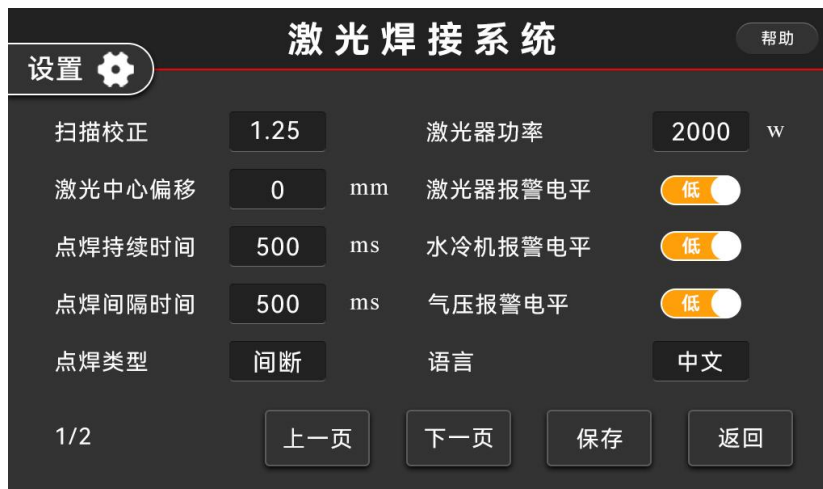 激光焊接系统
帮助
设置
扫描校正 1.25 激光器功率 2000 w
激光中心偏移 0 mm 激光器报警电平 低
点焊持续时间 500 ms 水冷机报警电平 低
点焊间隔时间 500 ms 气压报警电平 低
点焊类型 间断 语言 中文
1/2 上一页 下一页 保存 返回